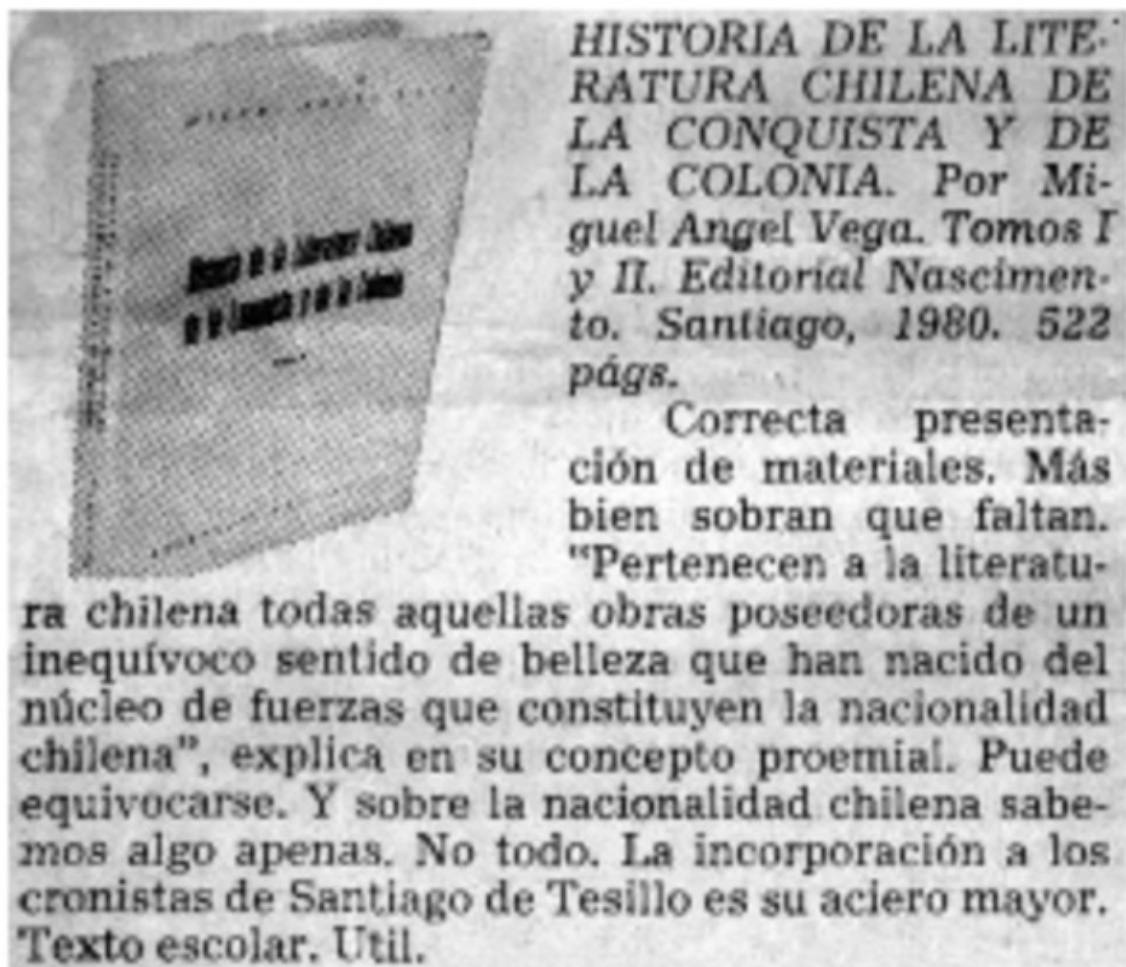 HISTORIA DE LA LITE-
RATURA CHILENA DE
LA CONQUISTA Y DE
LA COLONIA. Por Mi-
guel Angel Vega. Tomos I
y II. Editorial Nascimen-
to. Santiago, 1980. 522
págs.
Correcta presenta-
ción de materiales. Más
bien sobran que faltan.
"Pertenecen a la literatu-
ra chilena todas aquellas obras poseedoras de un
inequívoco sentido de belleza que han nacido del
núcleo de fuerzas que constituyen la nacionalidad
chilena", explica en su concepto proemial. Puede
equivocarse. Y sobre la nacionalidad chilena sabe-
mos algo apenas. No todo. La incorporación a los
cronistas de Santiago de Tesillo es su aciero mayor.
Texto escolar. Util.